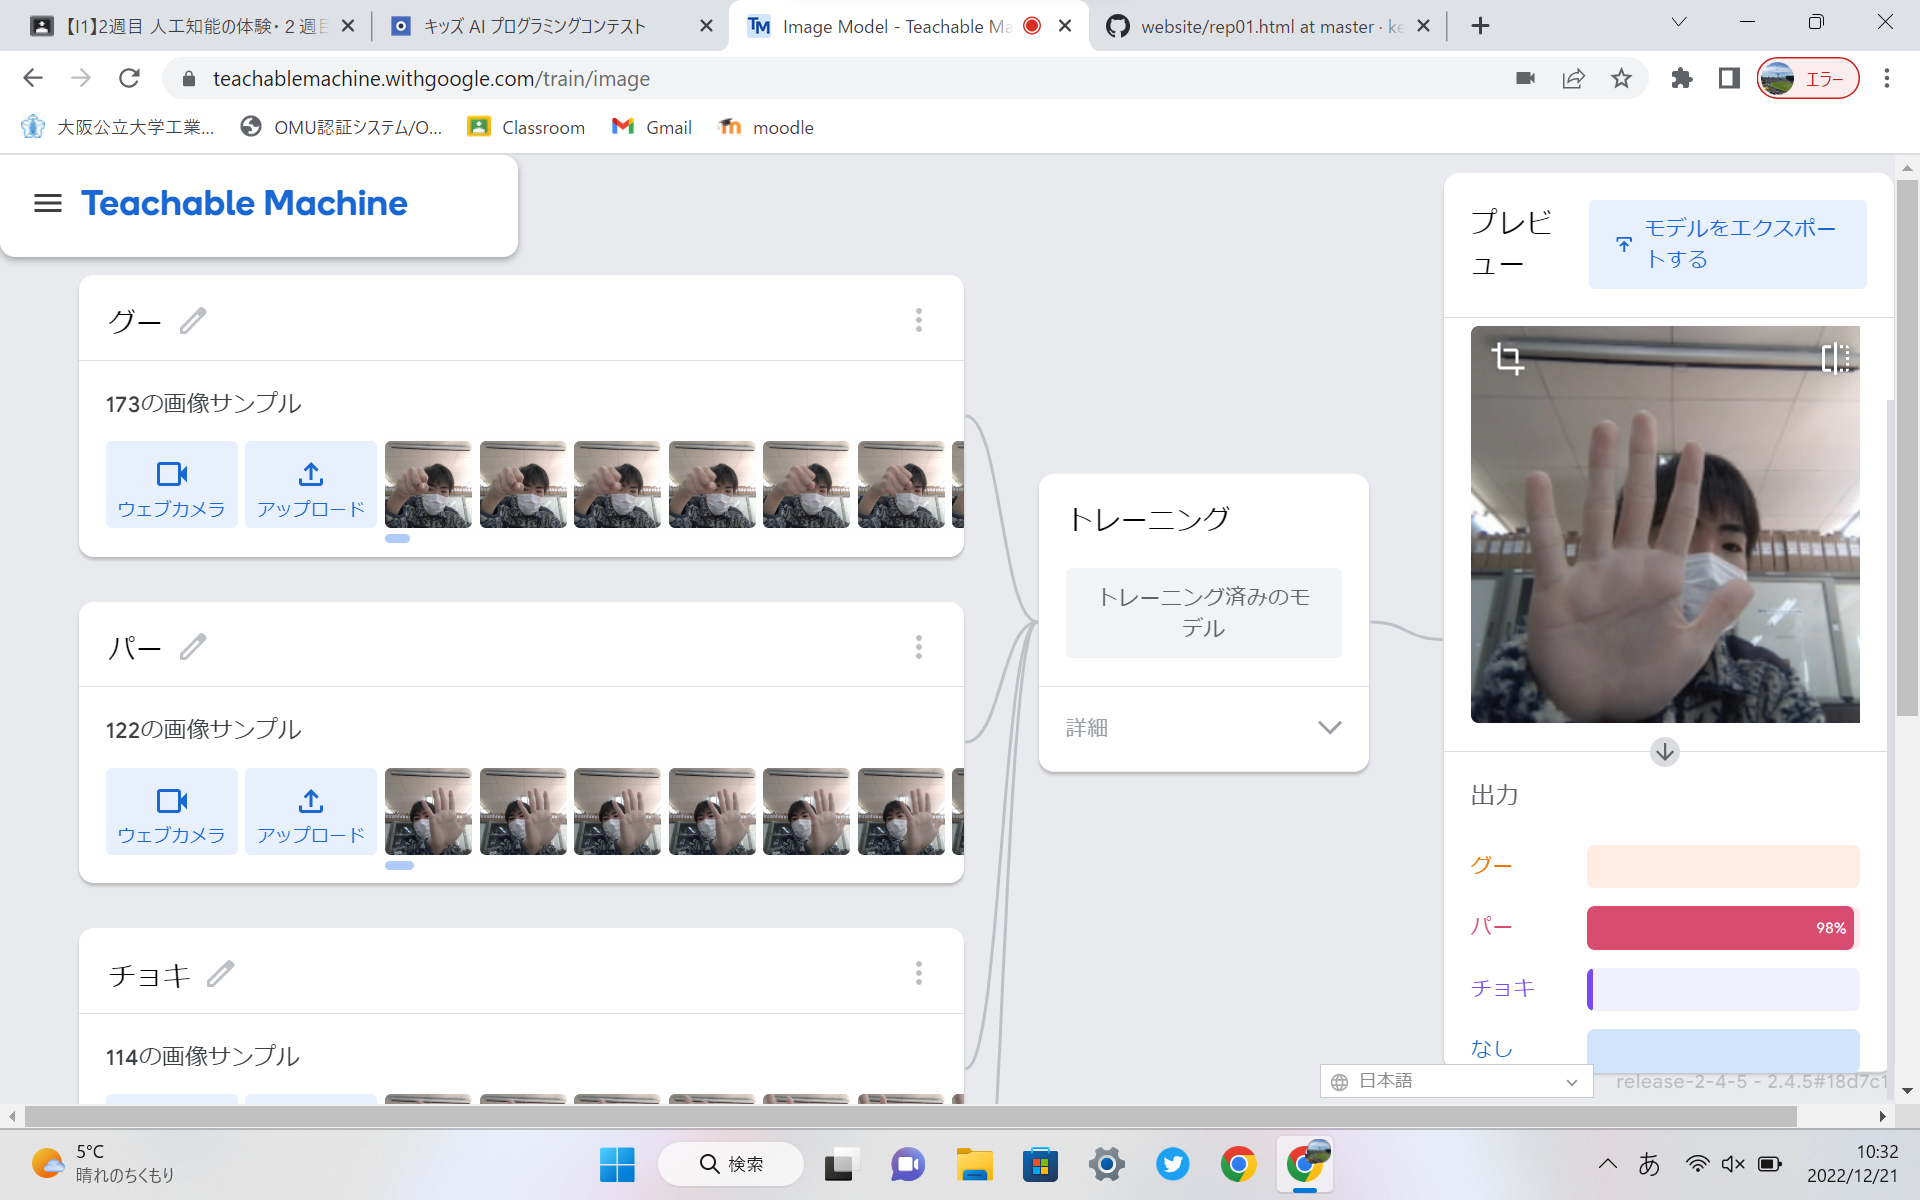 【I1】2週目 人工知能の体験・２週目
キッズ AI プログラミングコンテスト
Image Model - Teachable Ma
website/rep01.html at master · ke
teachablemachine.withgoogle.com/train/image
エラー
大阪公立大学工業...
OMU認証システム/O...
Classroom
Gmail
moodle
Teachable Machine
グー
173の画像サンプル
ウェブカメラ
アップロード
パー
122の画像サンプル
ウェブカメラ
アップロード
チョキ
114の画像サンプル
トレーニング
トレーニング済みのモ
デル
詳細
プレビ
ュー
モデルをエクスポー
トする
出力
グー
パー
98%
チョキ
なし
日本語
release-2-4-5 - 2.4.5#18d7c1
5°C
晴れのちくもり
検索
あ
10:32
2022/12/21